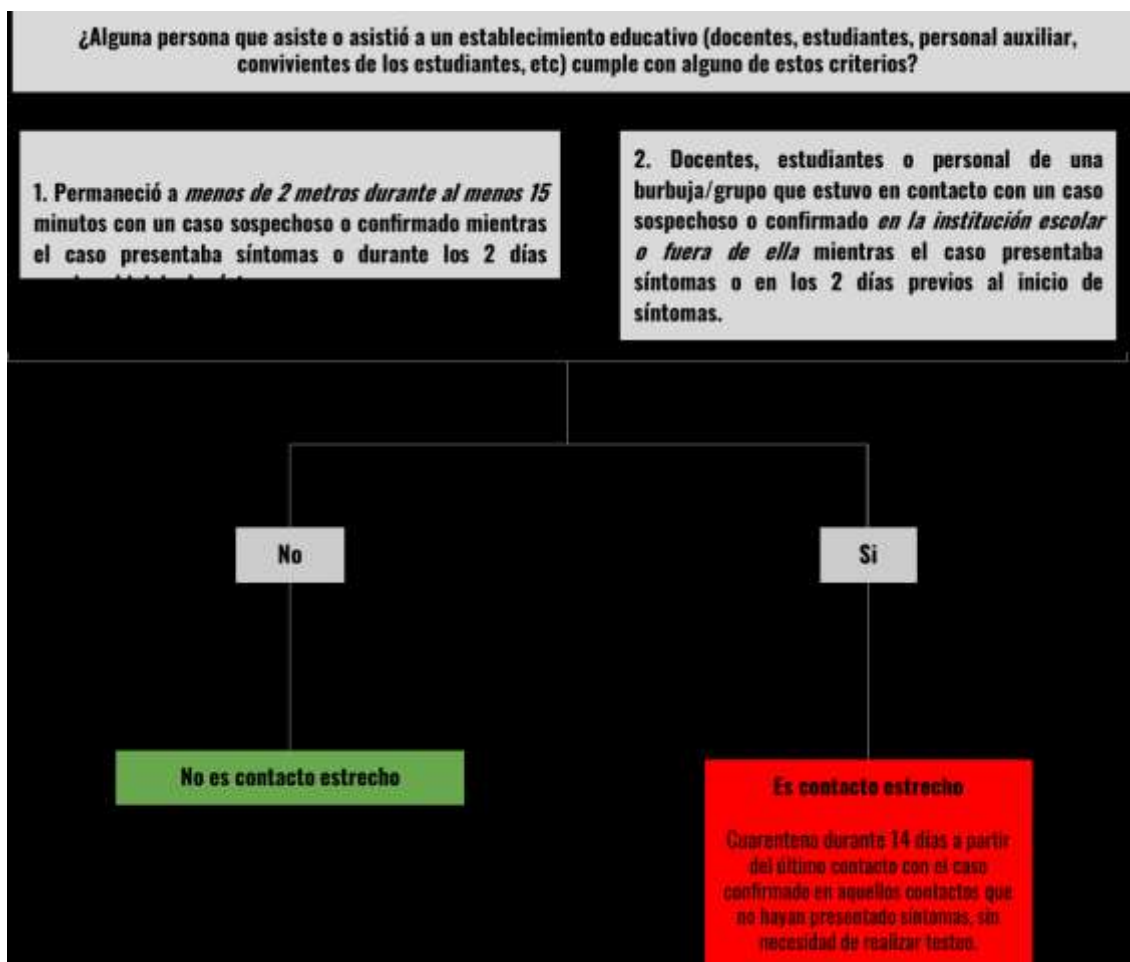 ¿Alguna persona que asiste o asistió a un establecimiento educativo (docentes, estudiantes, personal auxiliar,
convivientes de los estudiantes, etc) cumple con alguno de estos criterios?
1. Permaneció a menos de 2 metros durante al menos 15
minutos con un caso sospechoso o confirmado mientras
el caso presentaba síntomas o durante los 2 días
2. Docentes, estudiantes o personal de una
burbuja/grupo que estuvo en contacto con un caso
sospechoso o confirmado en la institución escolar
o fuera de ella mientras el caso presentaba
síntomas o en los 2 días previos al inicio de
síntomas.
No
Si
No es contacto estrecho
Es contacto estrecho
Cuarentena durante 14 días a partir
del último contacto con el caso
confirmado en aquellos contactos que
no hayan presentado síntomas, sin
necesidad de realizar testeo.